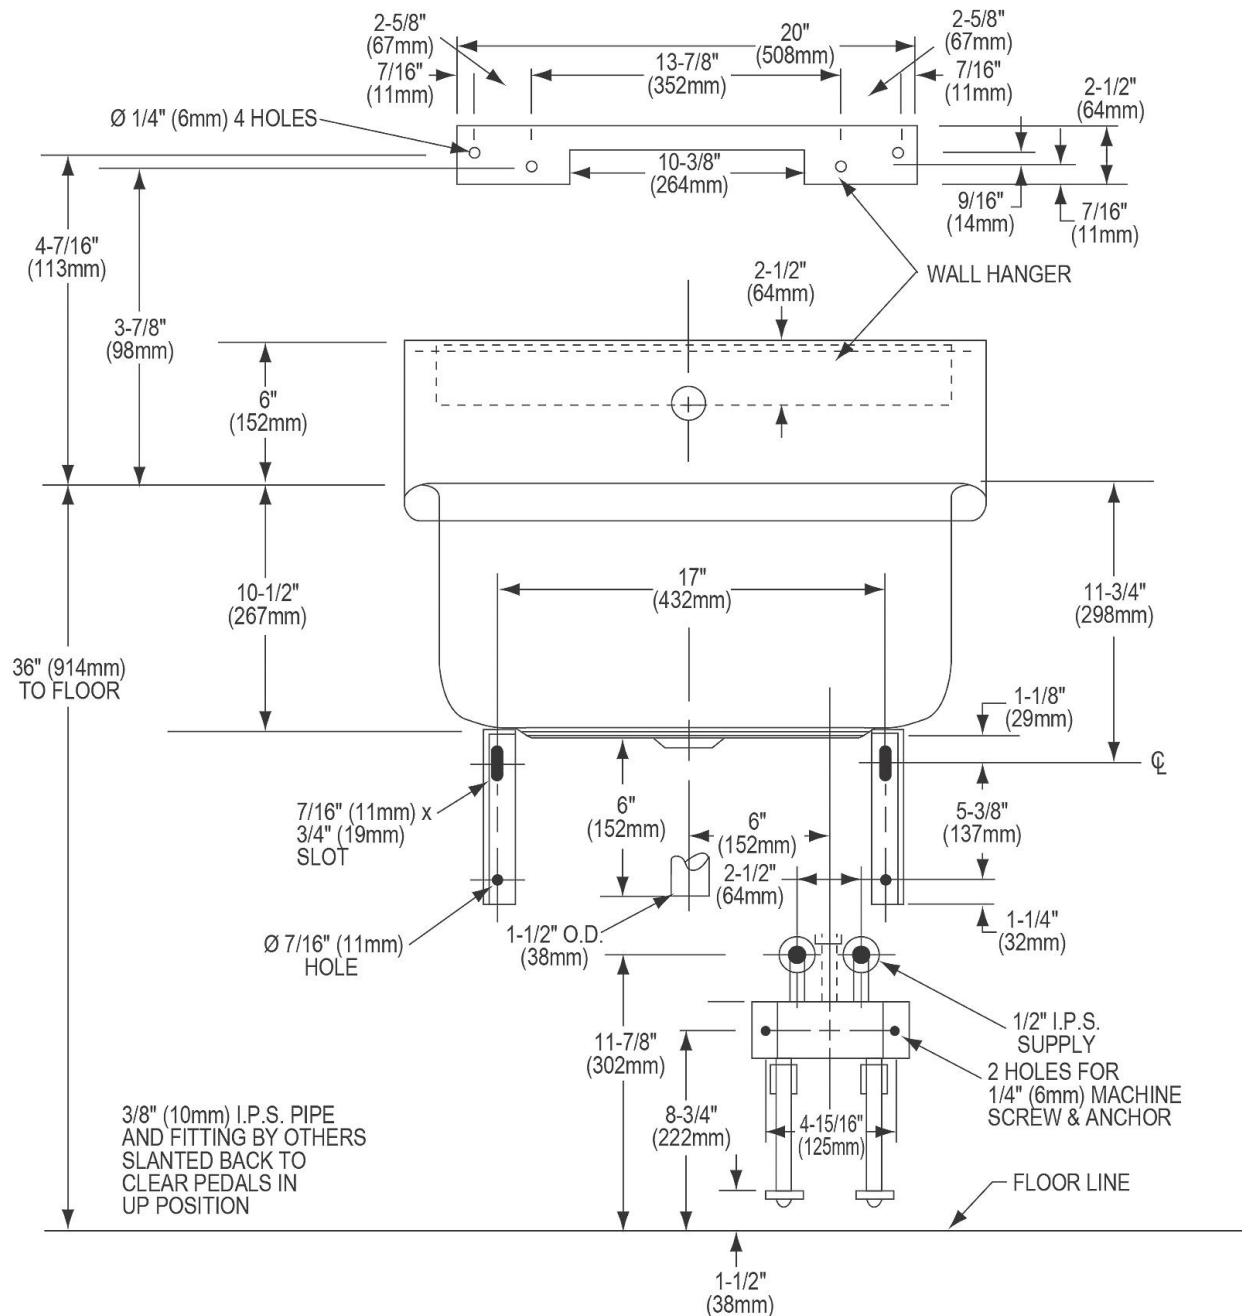 2-5/8"
(67mm)
20"
(508mm)
2-5/8"
(67mm)
7/16"
(11mm)
13-7/8"
(352mm)
7/16"
(11mm)
2-1/2"
(64mm)
Ø 1/4" (6mm) 4 HOLES
10-3/8"
(264mm)
9/16"
(14mm)
7/16"
(11mm)
4-7/16"
(113mm)
2-1/2"
(64mm)
WALL HANGER
3-7/8"
(98mm)
6"
(152mm)
10-1/2"
(267mm)
17"
(432mm)
11-3/4"
(298mm)
36" (914mm)
TO FLOOR
1-1/8"
(29mm)
℄
7/16" (11mm) x
3/4" (19mm)
SLOT
6"
(152mm)
6"
(152mm)
5-3/8"
(137mm)
2-1/2"
(64mm)
Ø 7/16" (11mm)
HOLE
1-1/2" O.D.
(38mm)
1-1/4"
(32mm)
11-7/8"
(302mm)
1/2" I.P.S.
SUPPLY
2 HOLES FOR
1/4" (6mm) MACHINE
SCREW & ANCHOR
8-3/4"
(222mm)
4-15/16"
(125mm)
3/8" (10mm) I.P.S. PIPE
AND FITTING BY OTHERS
SLANTED BACK TO
CLEAR PEDALS IN
UP POSITION
FLOOR LINE
1-1/2"
(38mm)